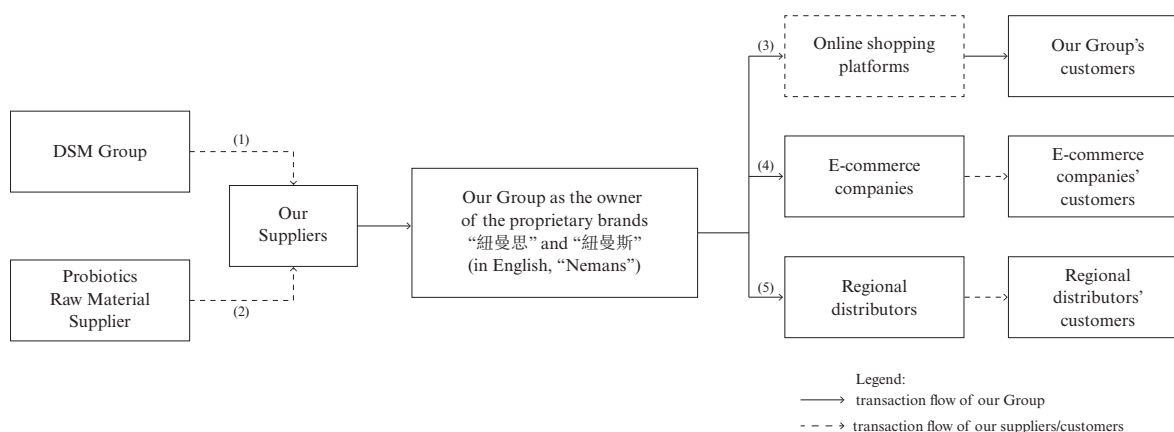 DSM Group
(1)
Probiotics
Raw Material
Supplier
(2)
Our
Suppliers
Our Group as the owner
of the proprietary brands
“紐曼思” and “紐曼斯”
(in English, “Nemans”)
(3)
Online shopping
platforms
Our Group’s
customers
(4)
E-commerce
companies
E-commerce
companies’
customers
(5)
Regional
distributors
Regional
distributors’
customers
Legend:
transaction flow of our Group
transaction flow of our suppliers/customers